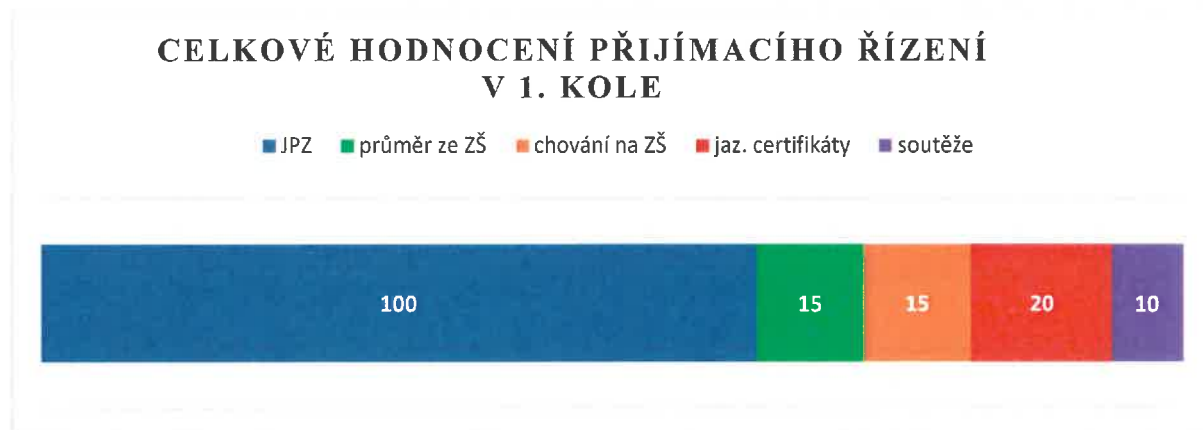 CELKOVÉ HODNOCENÍ PŘIJÍMACÍHO ŘÍZENÍ
V 1. KOLE
JPZ průměr ze ZŠ chování na ZŠ jaz. certifikáty soutěže
100 15 15 20 10